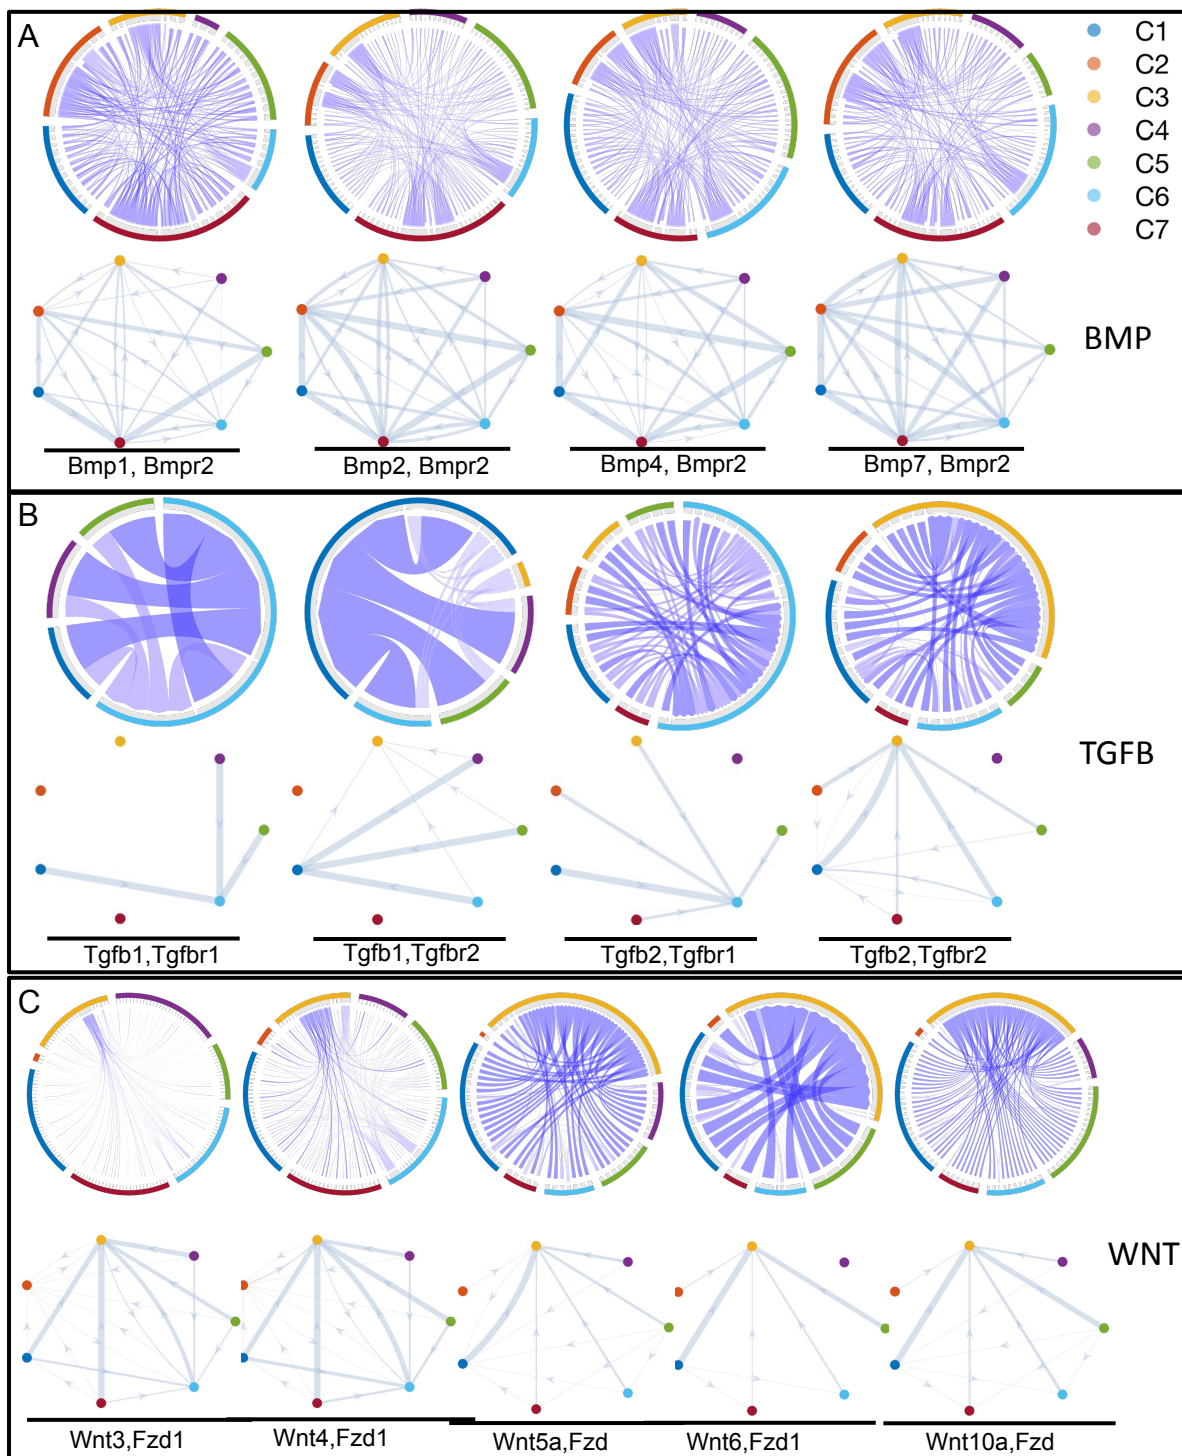 A
C1
C2
C3
C4
C5
C6
C7
BMP
Bmp1, Bmpr2
Bmp2, Bmpr2
Bmp4, Bmpr2
Bmp7, Bmpr2
B
TGFB
Tgfb1,Tgfbr1
Tgfb1,Tgfbr2
Tgfb2,Tgfbr1
Tgfb2,Tgfbr2
C
WNT
Wnt3,Fzd1
Wnt4,Fzd1
Wnt5a,Fzd
Wnt6,Fzd1
Wnt10a,Fzd